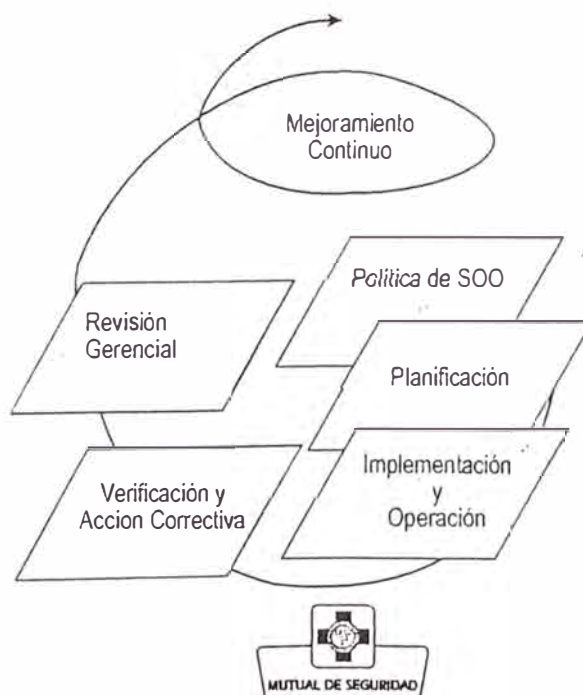 Mejoramiento
Continuo
Política de SOO
Revisión
Gerencial
Planificación
Implementación
y
Operación
Verificación y
Accion Correctiva
MUTUAL DE SEGURIDAD